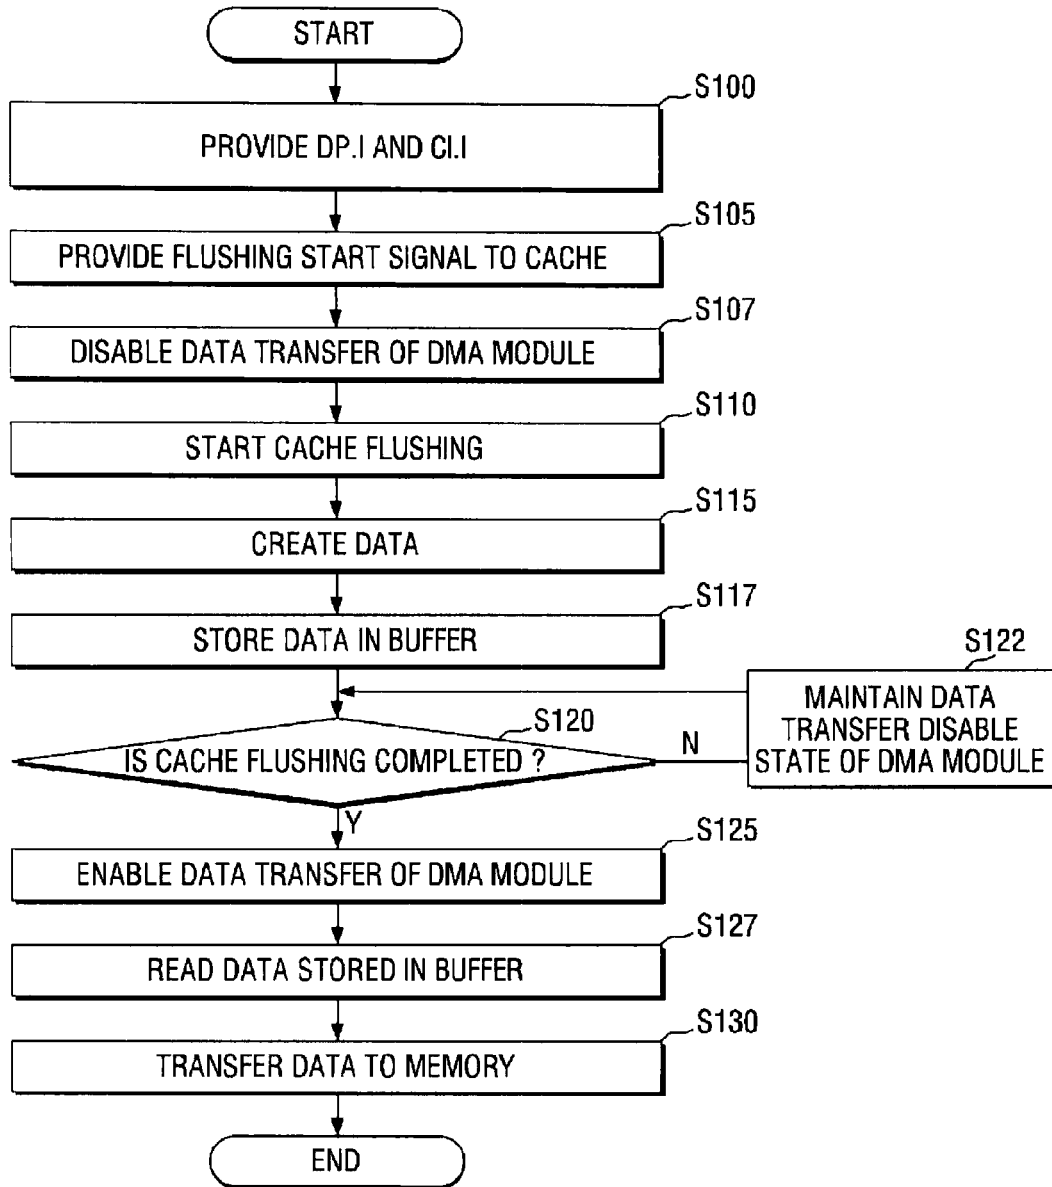 START
S100
PROVIDE DP.I AND CI.I
S105
PROVIDE FLUSHING START SIGNAL TO CACHE
S107
DISABLE DATA TRANSFER OF DMA MODULE
S110
START CACHE FLUSHING
S115
CREATE DATA
S117
STORE DATA IN BUFFER
S122
MAINTAIN DATA
TRANSFER DISABLE
STATE OF DMA MODULE
S120
IS CACHE FLUSHING COMPLETED ?
N
Y
S125
ENABLE DATA TRANSFER OF DMA MODULE
S127
READ DATA STORED IN BUFFER
S130
TRANSFER DATA TO MEMORY
END